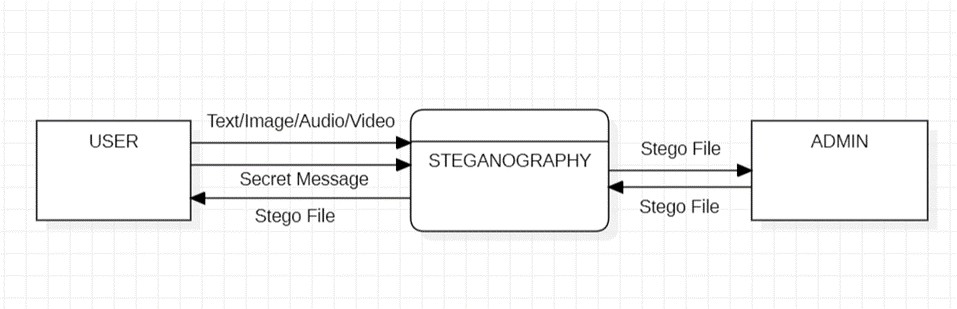 Text/Image/Audio/Video
USER
STEGANOGRAPHY
Secret Message
Stego File
Stego File
ADMIN
Stego File